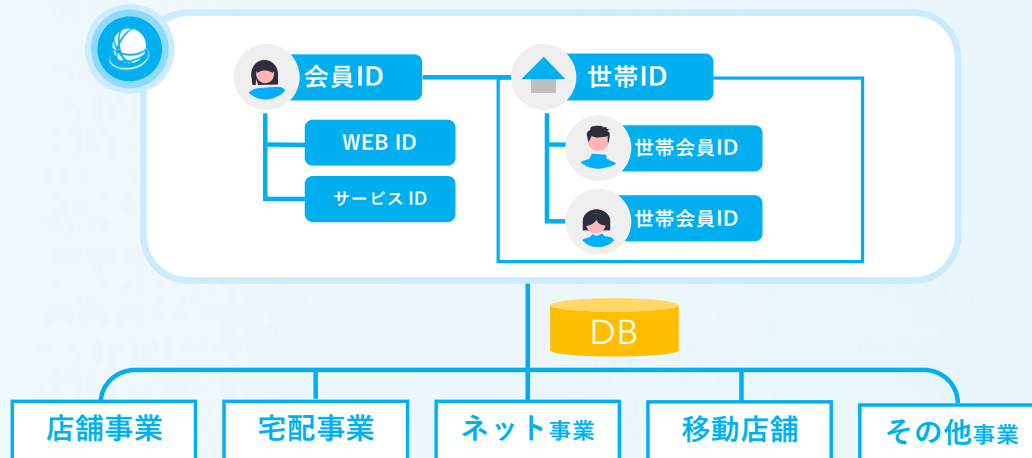 会員ID
世帯ID
WEB ID
世帯会員ID
サービス ID
世帯会員ID
DB
店舗事業
宅配事業
ネット事業
移動店舗
その他事業